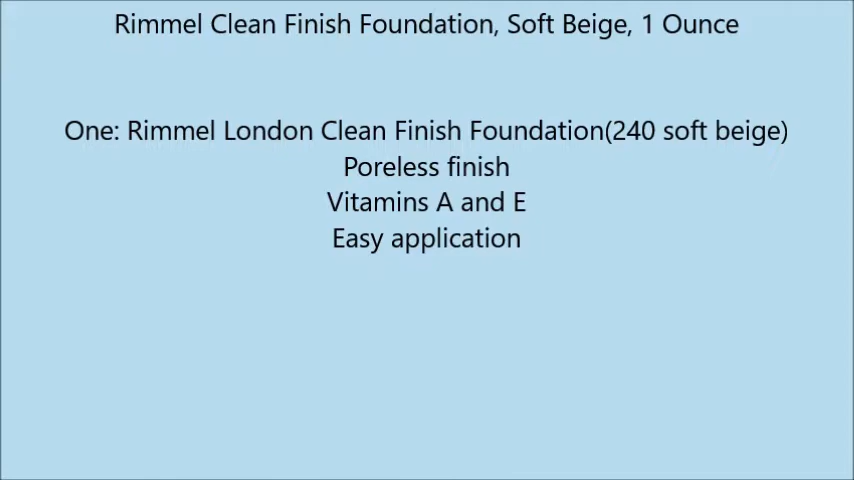 Rimmel Clean Finish Foundation, Soft Beige, 1 Ounce
One: Rimmel London Clean Finish Foundation(240 soft beige)
Poreless finish
Vitamins A and E
Easy application